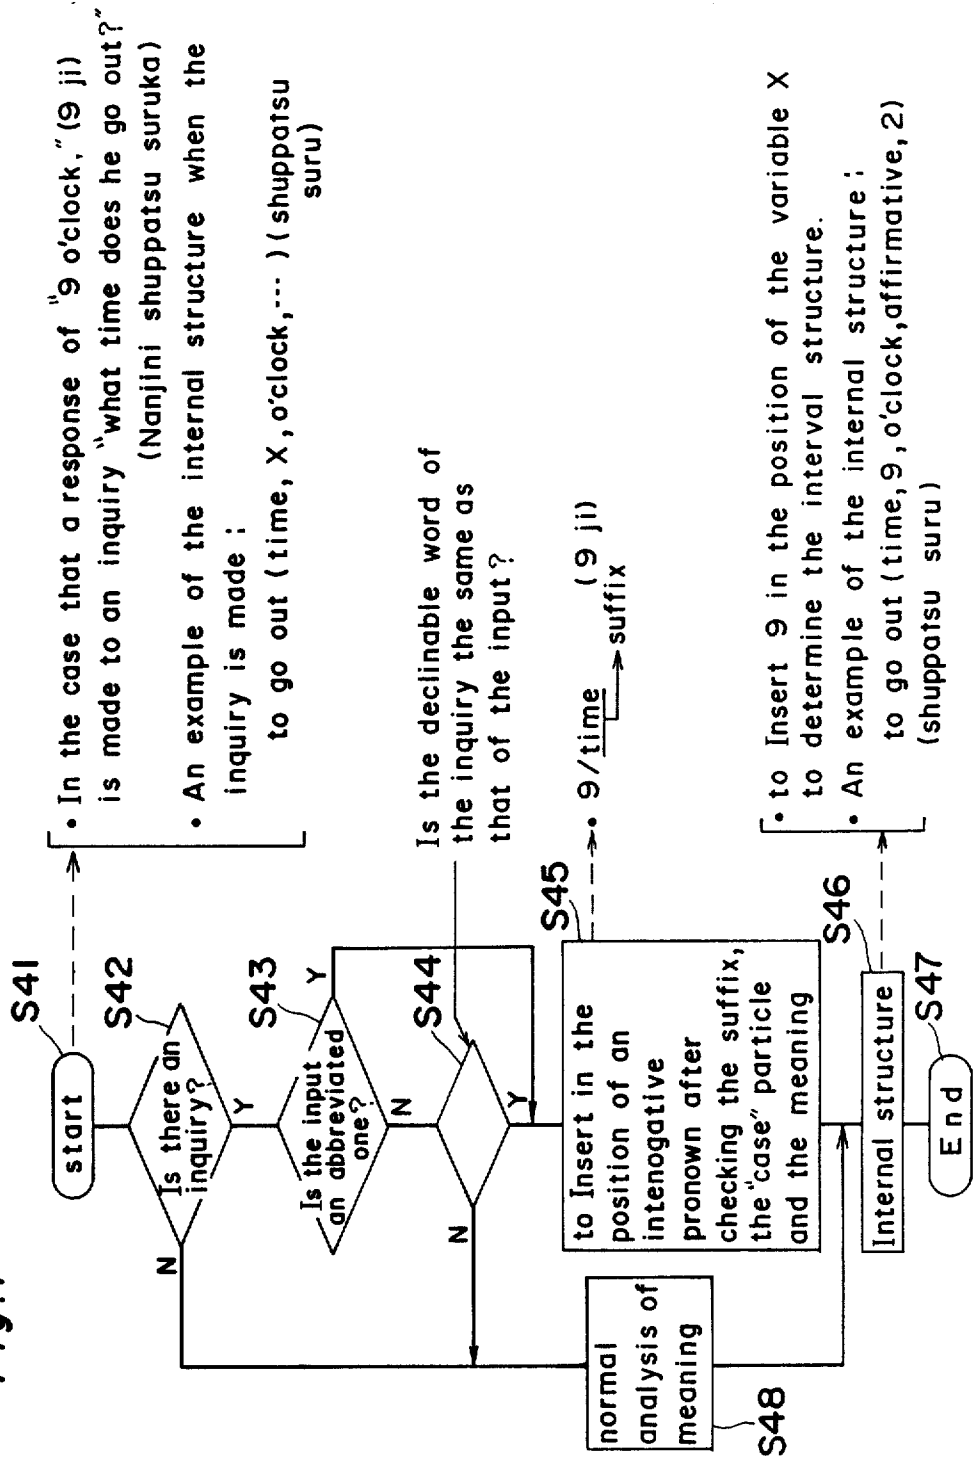 S41
start
• In the case that a response of "9 o'clock." (9 ji)
is made to an inquiry "what time does he go out?"
(Nanjini shuppatsu suruka)
• An example of the internal structure when the
inquiry is made :
to go out (time, X, o'clock, ··· ) (shuppatsu
suru)
S42
Is there an
inquiry?
N
Y
S43
Is the input
an abbreviated
one?
Y
N
S44
Is the declinable word of
the inquiry the same as
that of the input?
N
Y
S45
to Insert in the
position of an
intenogative
pronown after
checking the suffix,
the "case" particle
and the meaning
• 9/time (9 ji)
suffix
normal
analysis of
meaning
S48
S46
Internal structure
• to Insert 9 in the position of the variable X
to determine the interval structure.
• An example of the internal structure ;
to go out (time, 9, o'clock, affirmative, 2)
(shuppatsu suru)
S47
End